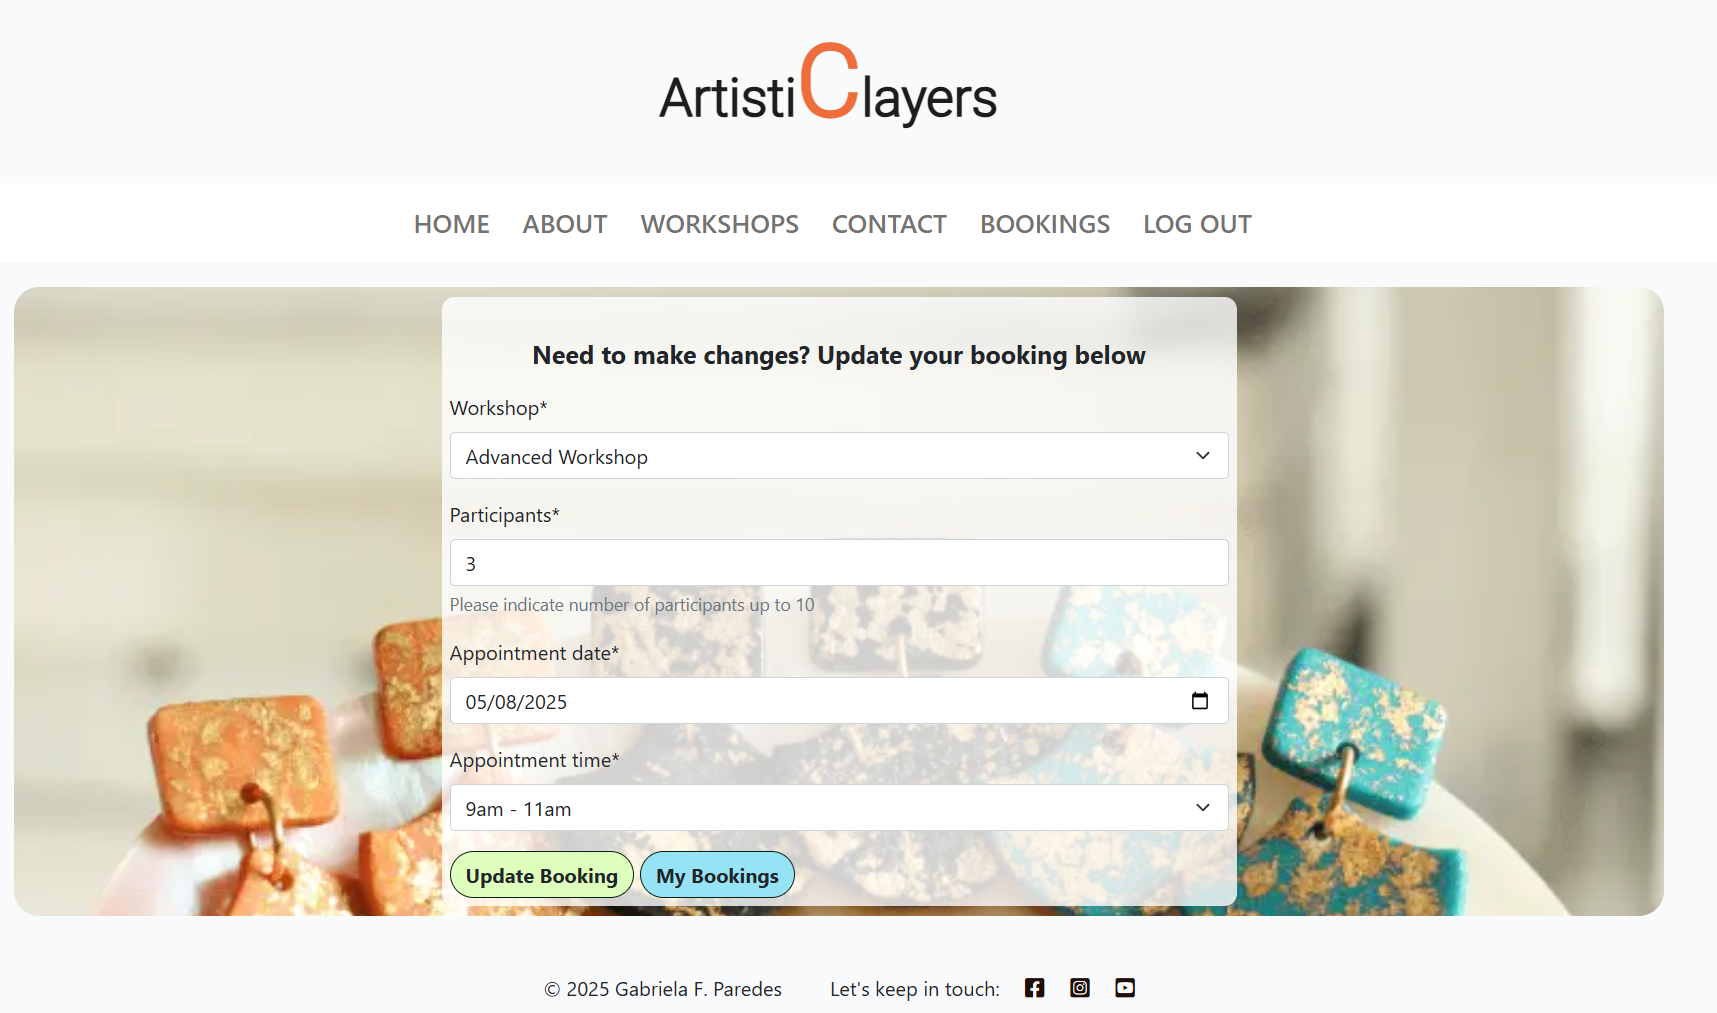 ArtistiClayers
HOME ABOUT WORKSHOPS CONTACT BOOKINGS LOG OUT
Need to make changes? Update your booking below
Workshop*
Advanced Workshop
Participants*
3
Please indicate number of participants up to 10
Appointment date*
05/08/2025
Appointment time*
9am - 11am
Update Booking My Bookings
© 2025 Gabriela F. Paredes Let's keep in touch: